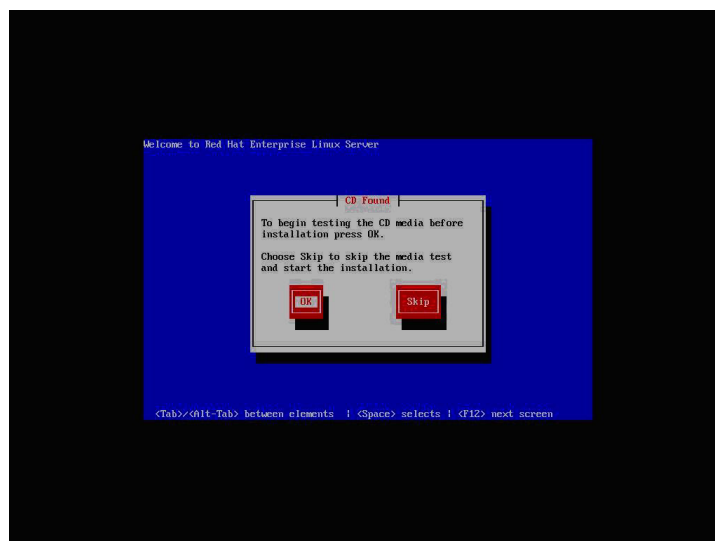 Welcome to Red Hat Enterprise Linux Server
CD Found
To begin testing the CD media before
installation press OK.
Choose Skip to skip the media test
and start the installation.
OK Skip
<Tab>/<Alt-Tab> between elements | <Space> selects | <F12> next screen